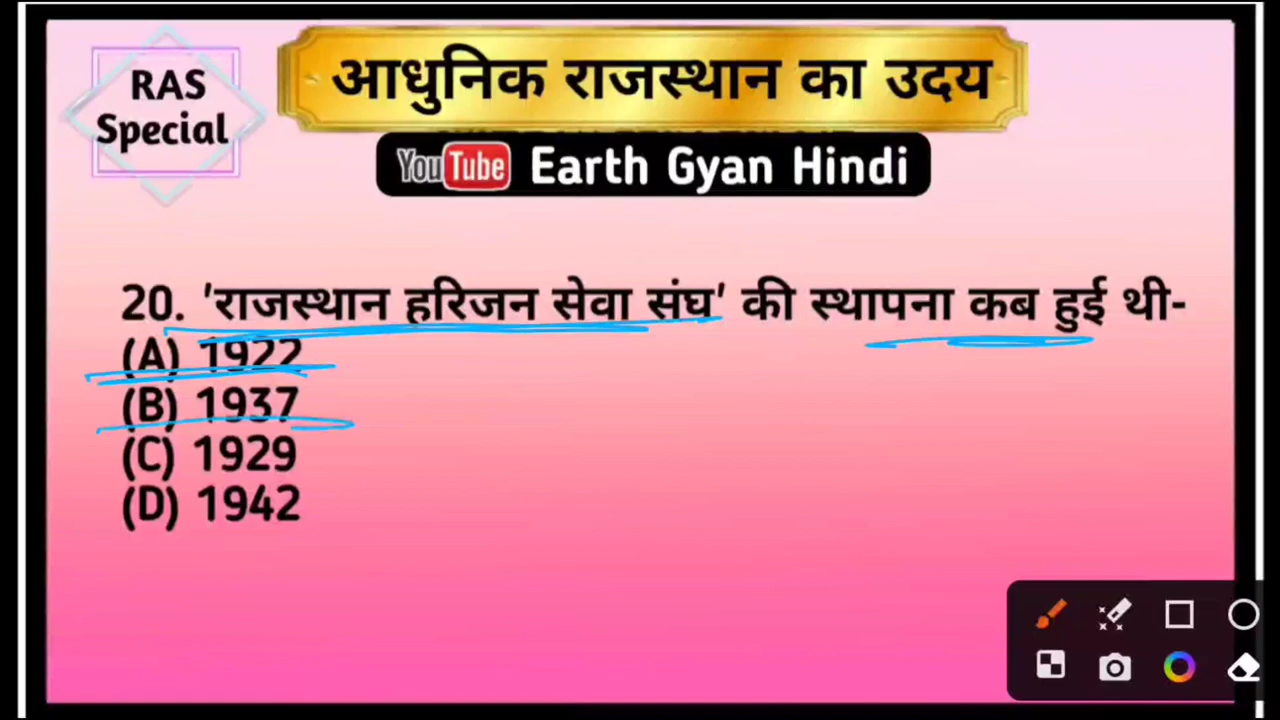 RAS
Special
आधुनिक राजस्थान का उदय
YouTube Earth Gyan Hindi
20. 'राजस्थान हरिजन सेवा संघ' की स्थापना कब हुई थी-
(A) 1922
(B) 1937
(C) 1929
(D) 1942